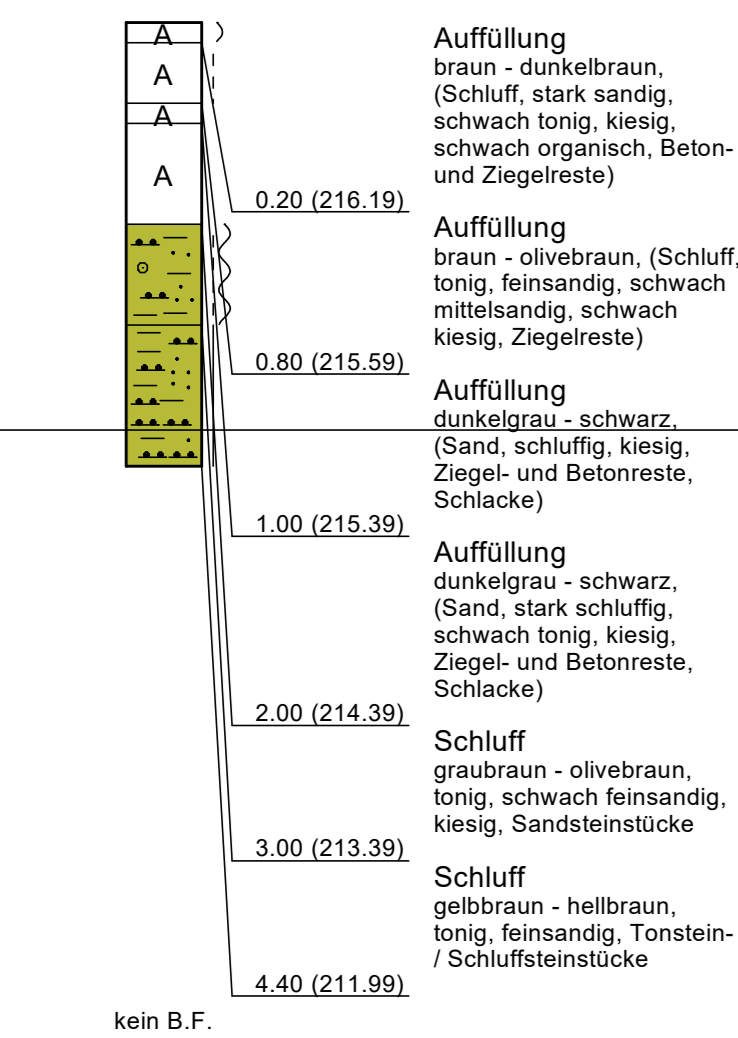 A
A
A
A
Auffüllung
braun - dunkelbraun,
(Schluff, stark sandig,
schwach tonig, kiesig,
schwach organisch, Beton-
und Ziegelreste)
0.20 (216.19)
Auffüllung
braun - olivebraun, (Schluff,
tonig, feinsandig, schwach
mittelsandig, schwach
kiesig, Ziegelreste)
0.80 (215.59)
Auffüllung
dunkelgrau - schwarz,
(Sand, schluffig, kiesig,
Ziegel- und Betonreste,
Schlacke)
1.00 (215.39)
Auffüllung
dunkelgrau - schwarz,
(Sand, stark schluffig,
schwach tonig, kiesig,
Ziegel- und Betonreste,
Schlacke)
2.00 (214.39)
Schluff
graubraun - olivebraun,
tonig, schwach feinsandig,
kiesig, Sandsteinstücke
3.00 (213.39)
Schluff
gelbbraun - hellbraun,
tonig, feinsandig, Tonstein-
/ Schluffsteinstücke
4.40 (211.99)
kein B.F.